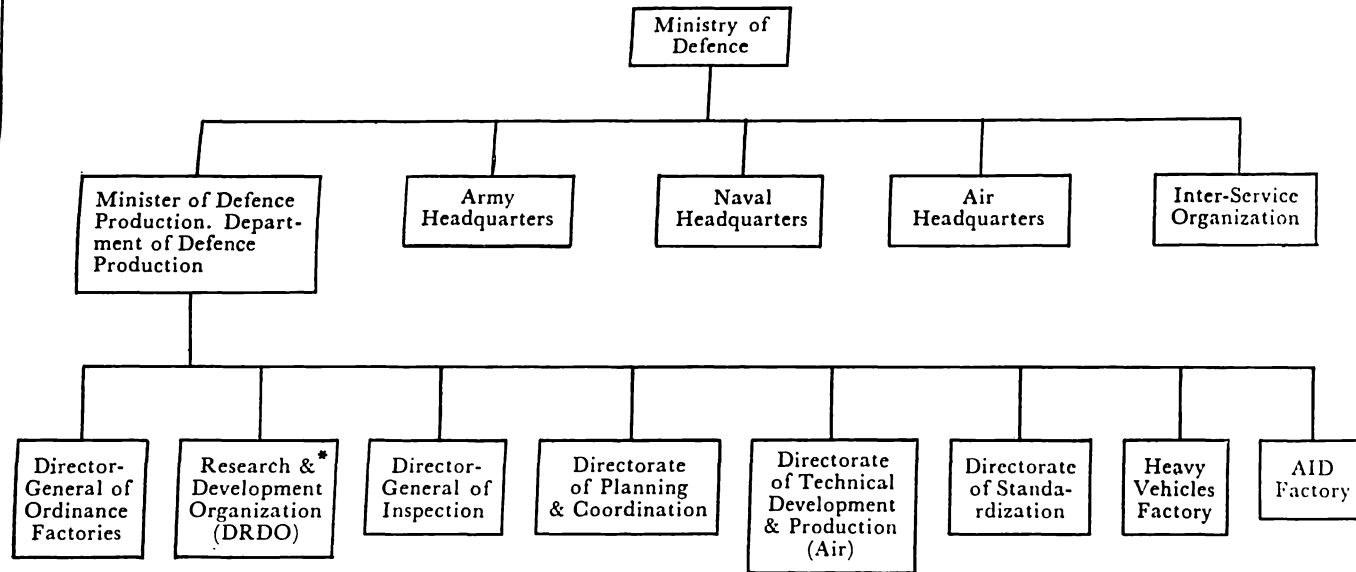 Ministry of
Defence
Minister of Defence
Production. Depart-
ment of Defence
Production
Army
Headquarters
Naval
Headquarters
Air
Headquarters
Inter-Service
Organization
Director-
General of
Ordinance
Factories
Research &*
Development
Organization
(DRDO)
Director-
General of
Inspection
Directorate
of Planning
& Coordination
Directorate
of Technical
Development
& Production
(Air)
Directorate
of Standa-
rdization
Heavy
Vehicles
Factory
AID
Factory